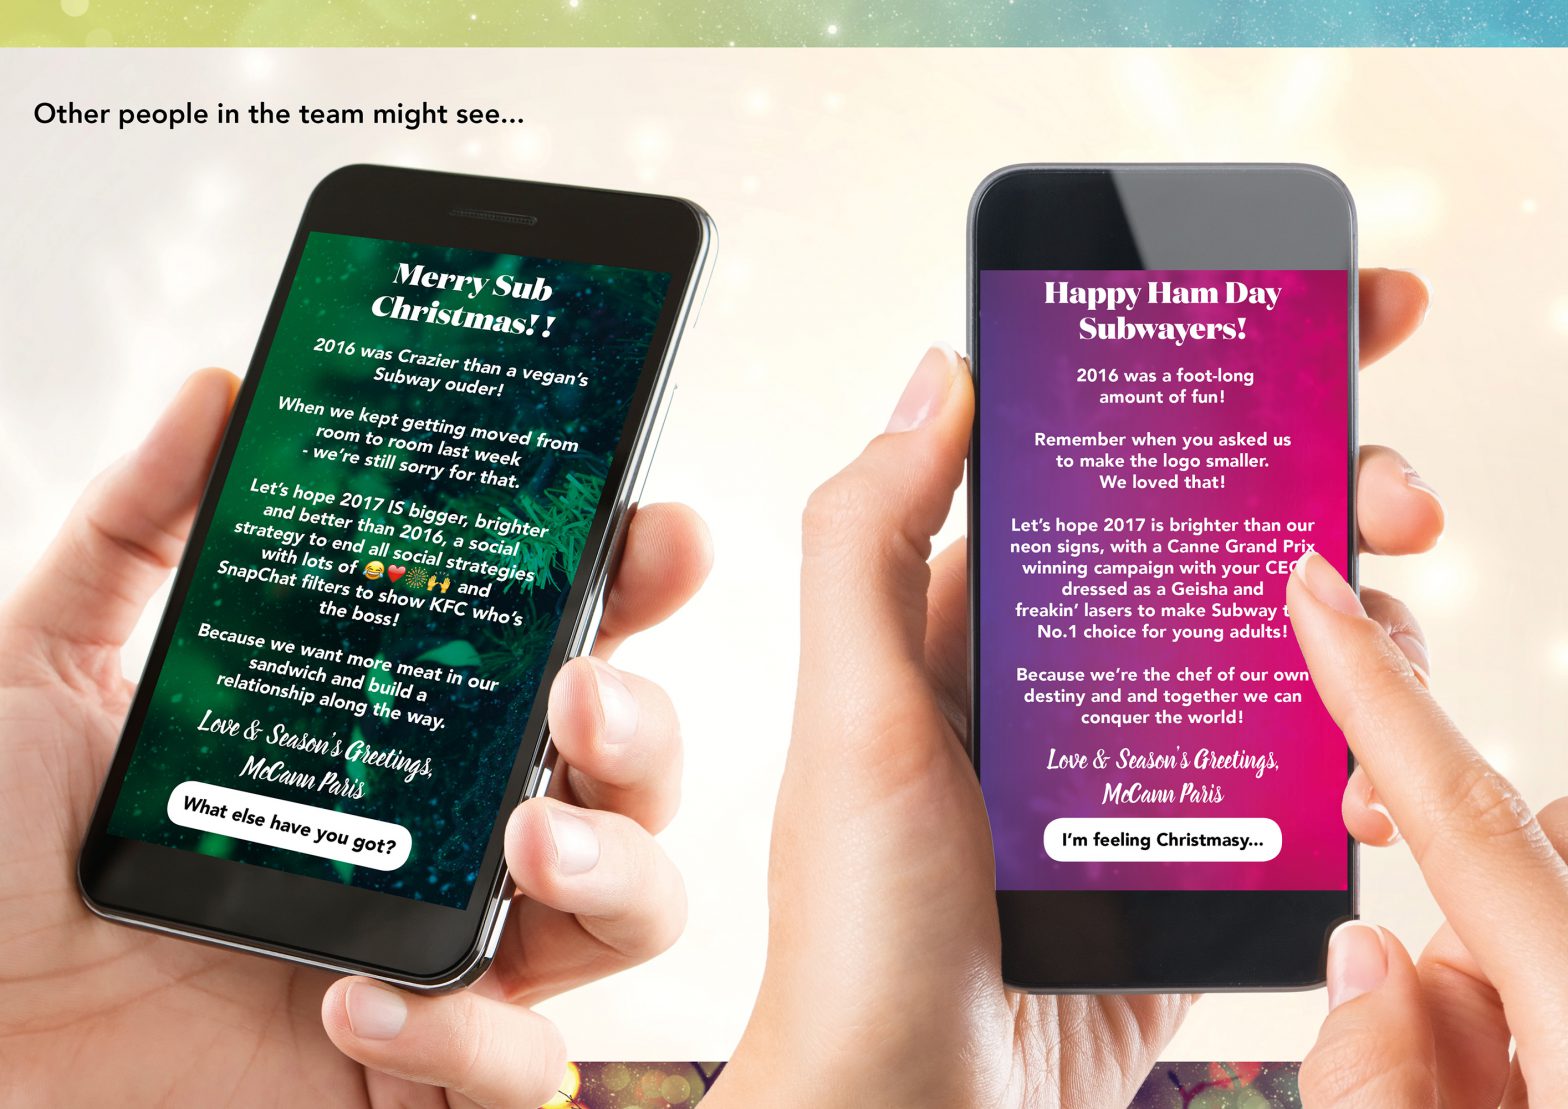 Other people in the team might see...
Merry Sub
Christmas!!
2016 was Crazier than a vegan's
Subway ouder!
When we kept getting moved from
room to room last week
- we're still sorry for that.
Let's hope 2017 IS bigger, brighter
and better than 2016, a social
strategy to end all social strategies
with lots of 😂❤️🎆🙌 and
SnapChat filters to show KFC who's
the boss!
Because we want more meat in our
sandwich and build a
relationship along the way.
Love & Season's Greetings,
McCann Paris
What else have you got?
Happy Ham Day
Subwayers!
2016 was a foot-long
amount of fun!
Remember when you asked us
to make the logo smaller.
We loved that!
Let's hope 2017 is brighter than our
neon signs, with a Canne Grand Prix
winning campaign with your
dressed as a Geisha and
freakin' lasers to make Subway
No.1 choice for young adults!
Because we're the chef of our own
destiny and and together we can
conquer the world!
Love & Season's Greetings,
McCann Paris
I'm feeling Christmasy...